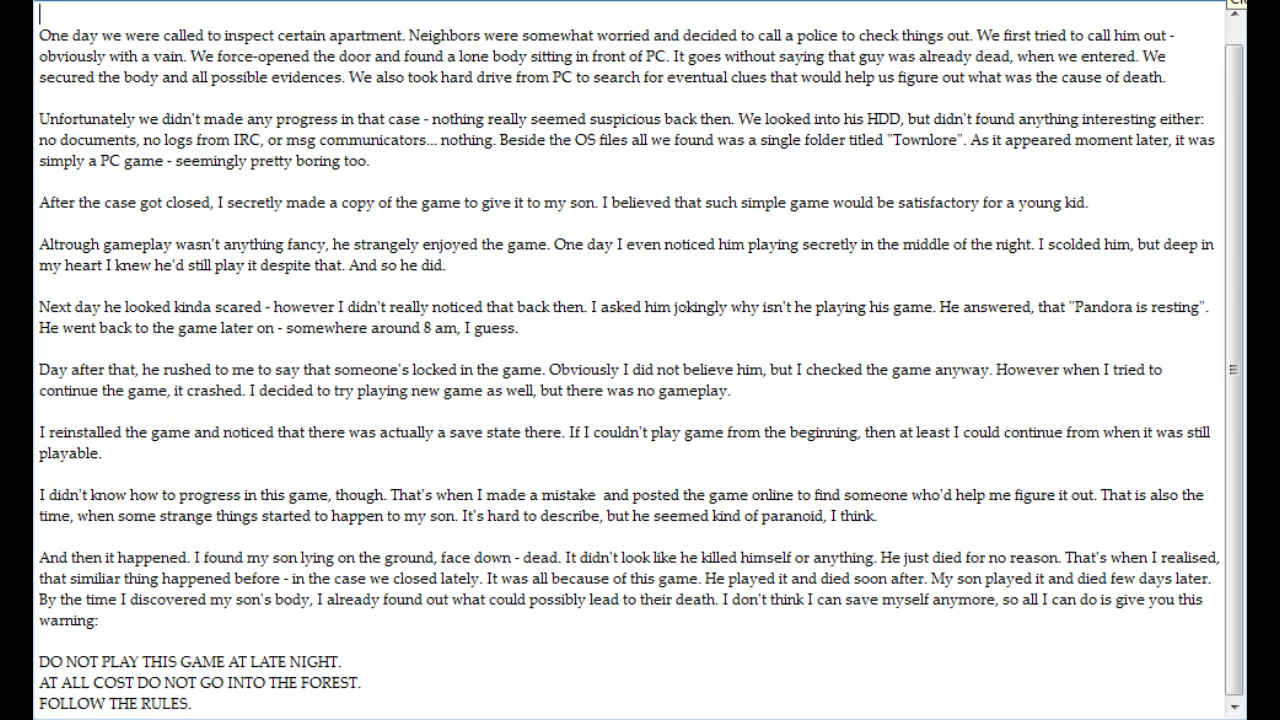 One day we were called to inspect certain apartment. Neighbors were somewhat worried and decided to call a police to check things out. We first tried to call him out -
obviously with a vain. We force-opened the door and found a lone body sitting in front of PC. It goes without saying that guy was already dead, when we entered. We
secured the body and all possible evidences. We also took hard drive from PC to search for eventual clues that would help us figure out what was the cause of death.
Unfortunately we didn't made any progress in that case - nothing really seemed suspicious back then. We looked into his HDD, but didn't found anything interesting either:
no documents, no logs from IRC, or msg communicators... nothing. Beside the OS files all we found was a single folder titled "Townlore". As it appeared moment later, it was
simply a PC game - seemingly pretty boring too.
After the case got closed, I secretly made a copy of the game to give it to my son. I believed that such simple game would be satisfactory for a young kid.
Altrough gameplay wasn't anything fancy, he strangely enjoyed the game. One day I even noticed him playing secretly in the middle of the night. I scolded him, but deep in
my heart I knew he'd still play it despite that. And so he did.
Next day he looked kinda scared - however I didn't really noticed that back then. I asked him jokingly why isn't he playing his game. He answered, that "Pandora is resting".
He went back to the game later on - somewhere around 8 am, I guess.
Day after that, he rushed to me to say that someone's locked in the game. Obviously I did not believe him, but I checked the game anyway. However when I tried to
continue the game, it crashed. I decided to try playing new game as well, but there was no gameplay.
I reinstalled the game and noticed that there was actually a save state there. If I couldn't play game from the beginning, then at least I could continue from when it was still
playable.
I didn't know how to progress in this game, though. That's when I made a mistake  and posted the game online to find someone who'd help me figure it out. That is also the
time, when some strange things started to happen to my son. It's hard to describe, but he seemed kind of paranoid, I think.
And then it happened. I found my son lying on the ground, face down - dead. It didn't look like he killed himself or anything. He just died for no reason. That's when I realised,
that similiar thing happened before - in the case we closed lately. It was all because of this game. He played it and died soon after. My son played it and died few days later.
By the time I discovered my son's body, I already found out what could possibly lead to their death. I don't think I can save myself anymore, so all I can do is give you this
warning:
DO NOT PLAY THIS GAME AT LATE NIGHT.
AT ALL COST DO NOT GO INTO THE FOREST.
FOLLOW THE RULES.